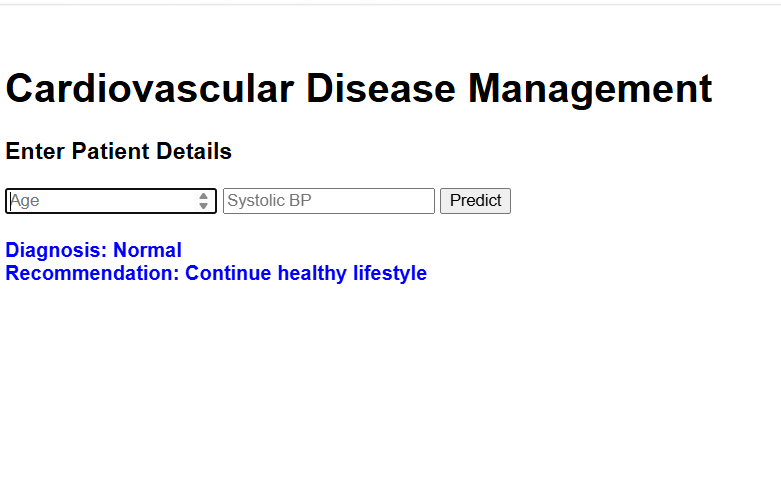 Cardiovascular Disease Management
Enter Patient Details
Age Systolic BP Predict
Diagnosis: Normal
Recommendation: Continue healthy lifestyle